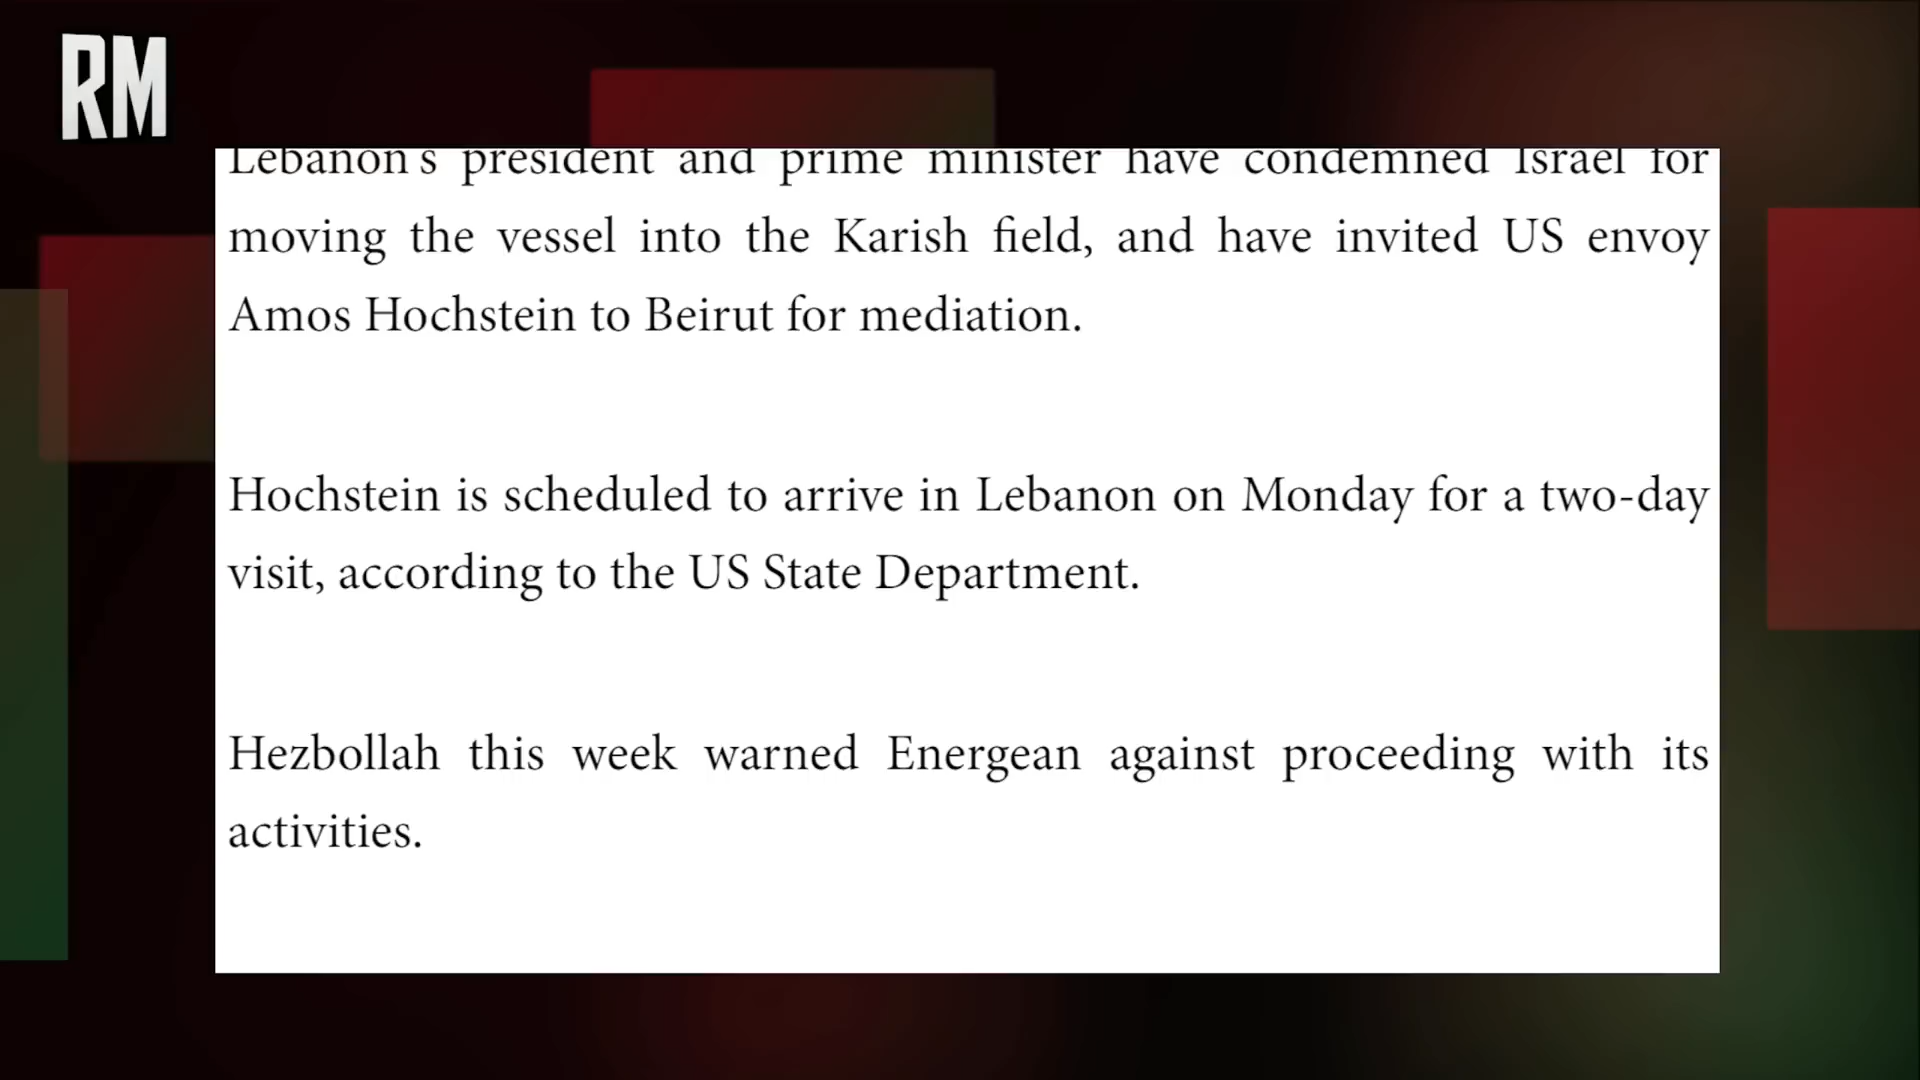 RM
Lebanon's president and prime minister have condemned Israel for
moving the vessel into the Karish field, and have invited US envoy
Amos Hochstein to Beirut for mediation.
Hochstein is scheduled to arrive in Lebanon on Monday for a two-day
visit, according to the US State Department.
Hezbollah this week warned Energean against proceeding with its
activities.